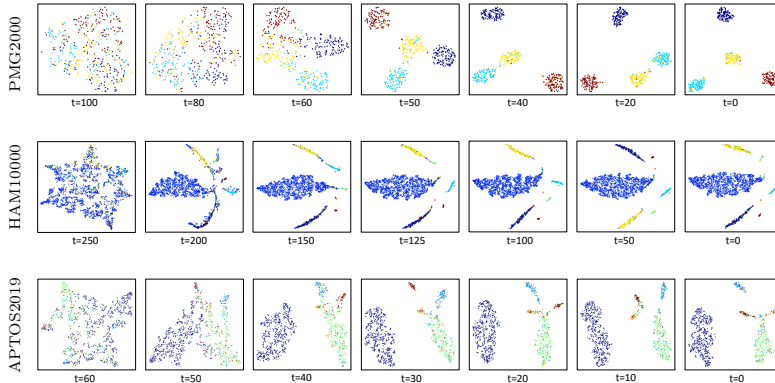 PMG2000
t=100 t=80 t=60 t=50 t=40 t=20 t=0
HAM10000
t=250 t=200 t=150 t=125 t=100 t=50 t=0
APTOS2019
t=60 t=50 t=40 t=30 t=20 t=10 t=0